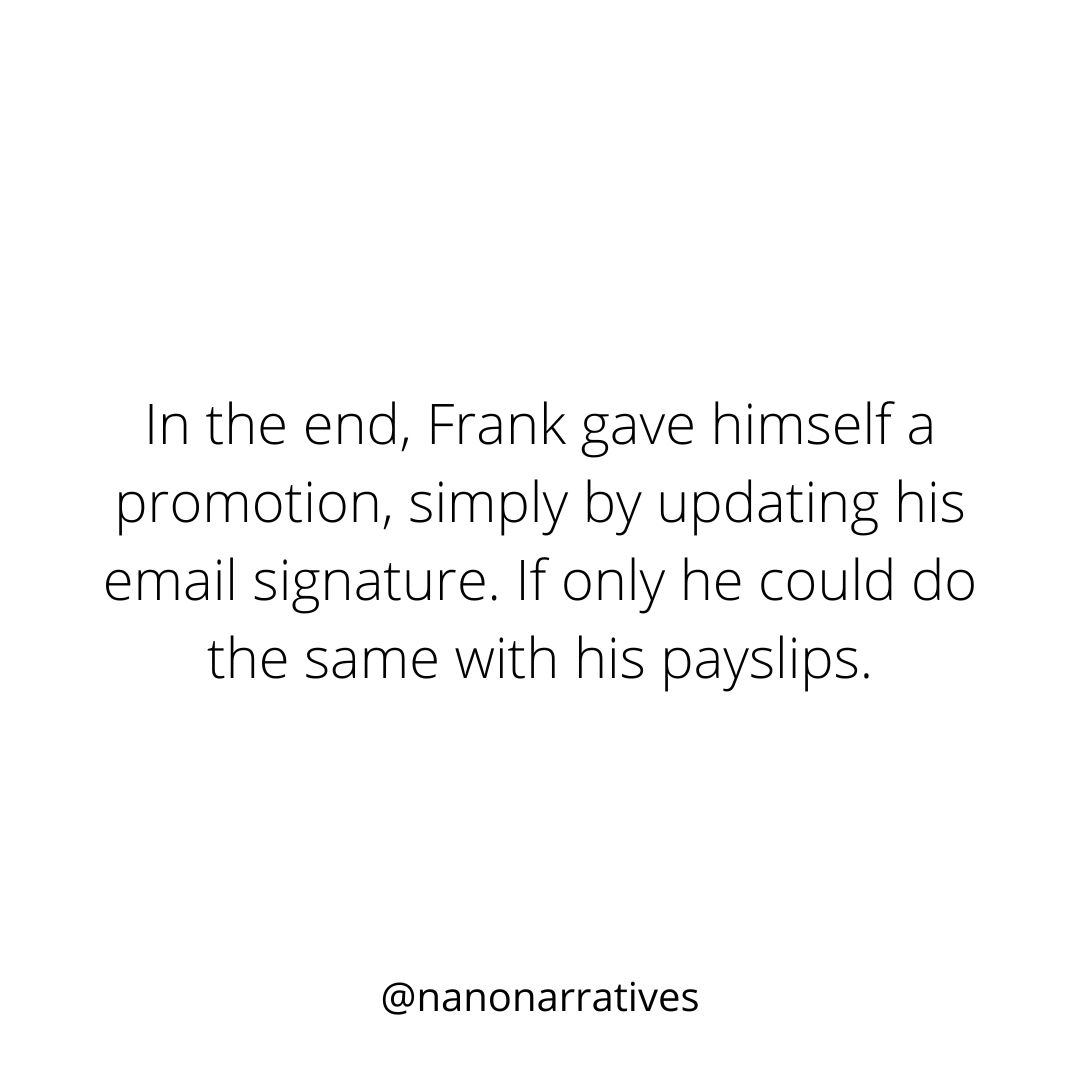 In the end, Frank gave himself a
promotion, simply by updating his
email signature. If only he could do
the same with his payslips.
@nanonarratives